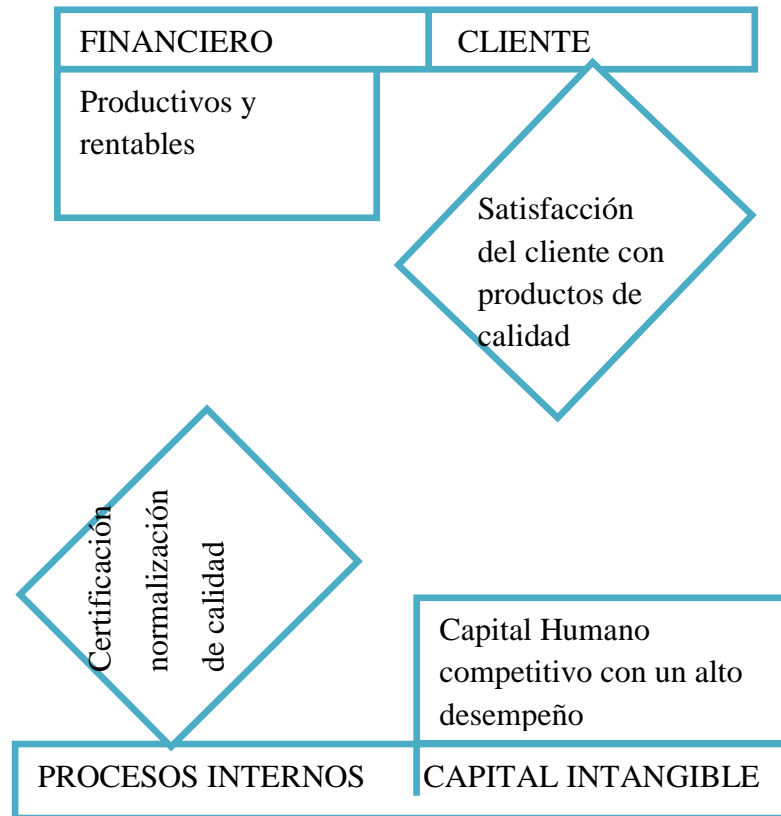 FINANCIERO
CLIENTE
Productivos y
rentables
Satisfacción
del cliente con
productos de
calidad
Certificación
normalización
de calidad
Capital Humano
competitivo con un alto
desempeño
PROCESOS INTERNOS
CAPITAL INTANGIBLE